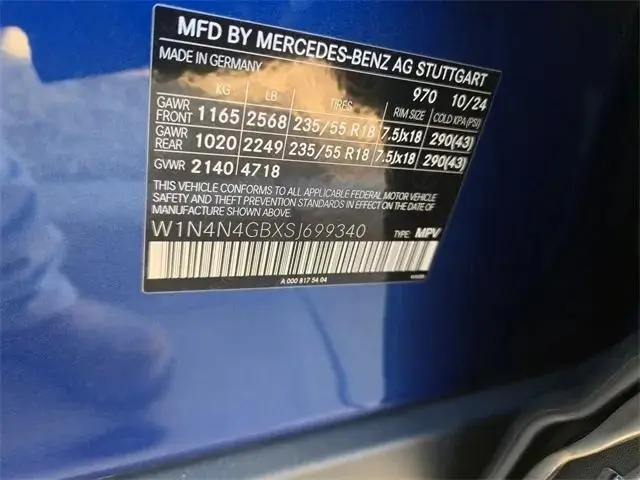 MFD BY MERCEDES-BENZ AG STUTTGART
MADE IN GERMANY 970 10/24
KG LB TIRES RIM SIZE COLD KPA(PSI)
GAWR FRONT 1165 2568 235/55 R18 7.5Jx18 290(43)
GAWR REAR 1020 2249 235/55 R18 7.5Jx18 290(43)
GVWR 2140 4718
THIS VEHICLE CONFORMS TO ALL APPLICABLE FEDERAL MOTOR VEHICLE
SAFETY AND THEFT PREVENTION STANDARDS IN EFFECT ON THE DATE OF
MANUFACTURE SHOWN ABOVE.
W1N4N4GBXSJ699340 TYPE: MPV
A 000 817 54 04